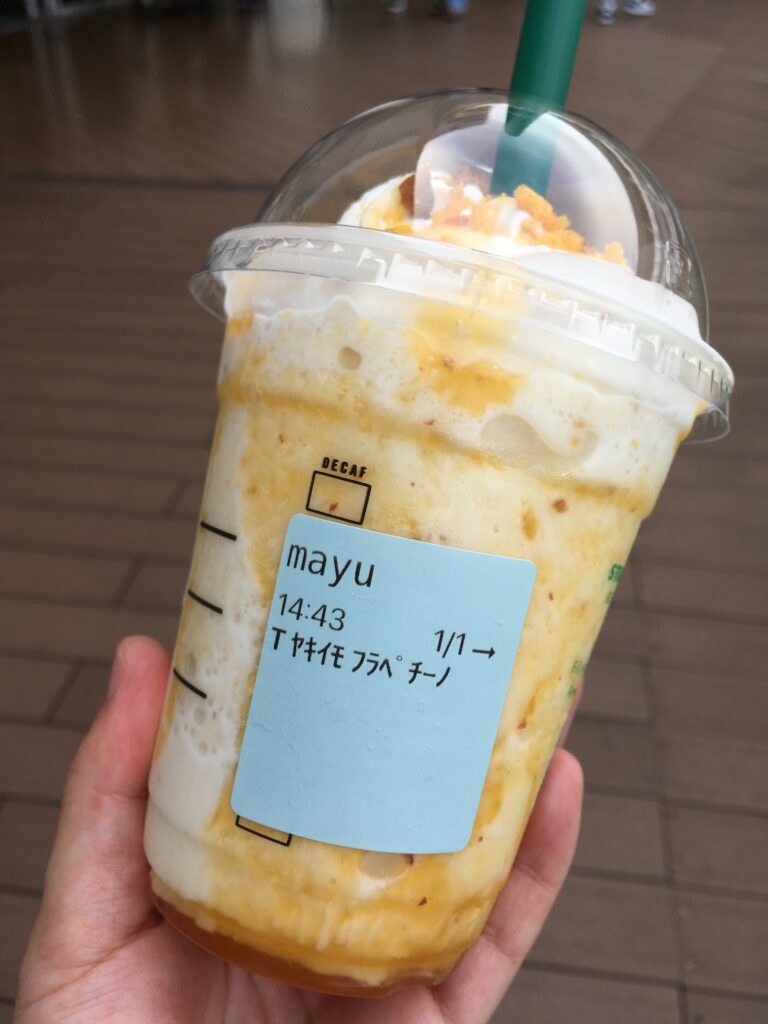 DECAF
mayu
14:43
1/1→
T ﾔｷｲﾓ ﾌﾗﾍﾟﾁｰﾉ